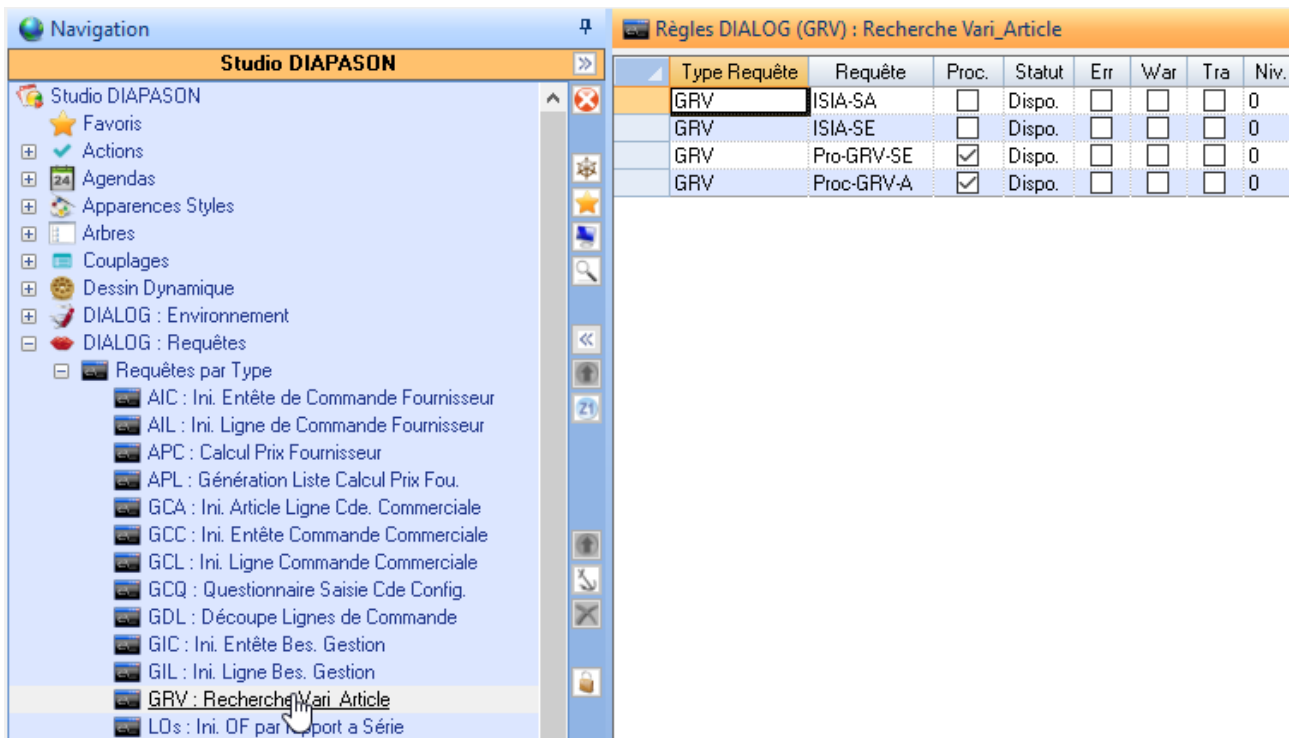 Navigation
Studio DIAPASON
Studio DIAPASON
Favoris
Actions
24 Agendas
Apparences Styles
Arbres
Couplages
Dessin Dynamique
DIALOG : Environnement
DIALOG : Requêtes
Requêtes par Type
AIC : Ini. Entête de Commande Fournisseur
AIL : Ini. Ligne de Commande Fournisseur
APC : Calcul Prix Fournisseur
APL : Génération Liste Calcul Prix Fou.
GCA : Ini. Article Ligne Cde. Commerciale
GCC : Ini. Entête Commande Commerciale
GCL : Ini. Ligne Commande Commerciale
GCQ : Questionnaire Saisie Cde Config.
GDL : Découpe Lignes de Commande
GIC : Ini. Entête Bes. Gestion
GIL : Ini. Ligne Bes. Gestion
GRV : Recherche Vari_Article
LOs : Ini. OF par rapport a Série
Z1
Règles DIALOG (GRV) : Recherche Vari_Article
Type Requête Requête Proc. Statut Err War Tra Niv.
GRV ISIA-SA Dispo. 0
GRV ISIA-SE Dispo. 0
GRV Pro-GRV-SE Dispo. 0
GRV Proc-GRV-A Dispo. 0